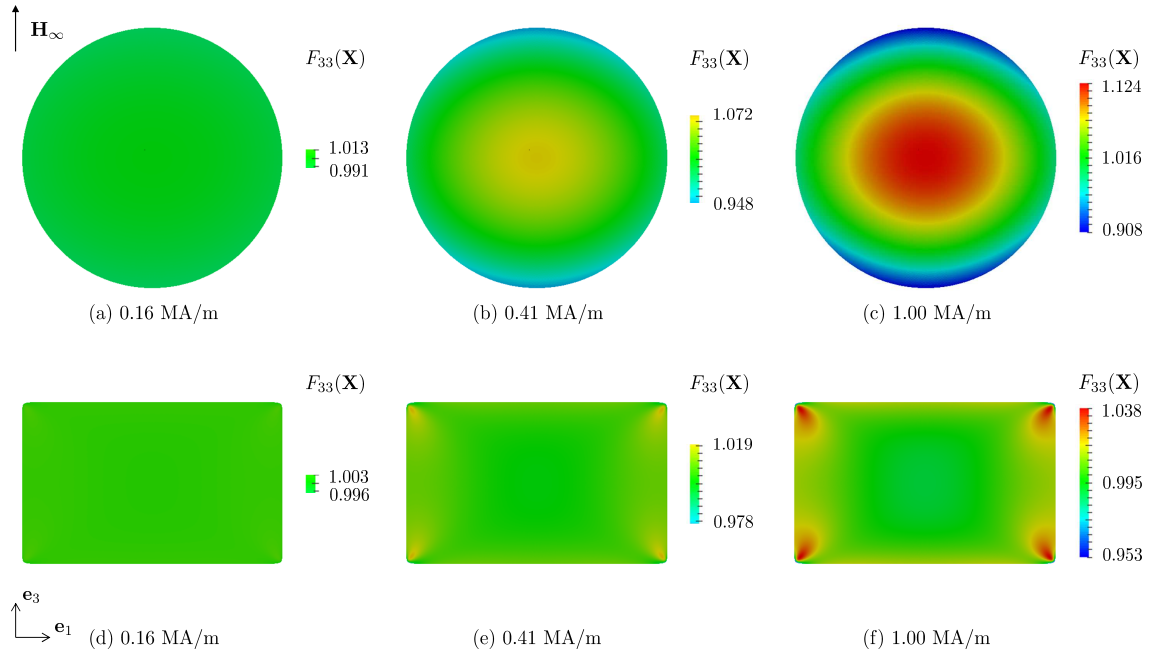 H∞
F₃₃(X)
1.013
0.991
(a) 0.16 MA/m
F₃₃(X)
1.072
0.948
(b) 0.41 MA/m
F₃₃(X)
1.124
1.016
0.908
(c) 1.00 MA/m
F₃₃(X)
1.003
0.996
(d) 0.16 MA/m
F₃₃(X)
1.019
0.978
(e) 0.41 MA/m
F₃₃(X)
1.038
0.995
0.953
(f) 1.00 MA/m
e₃
e₁